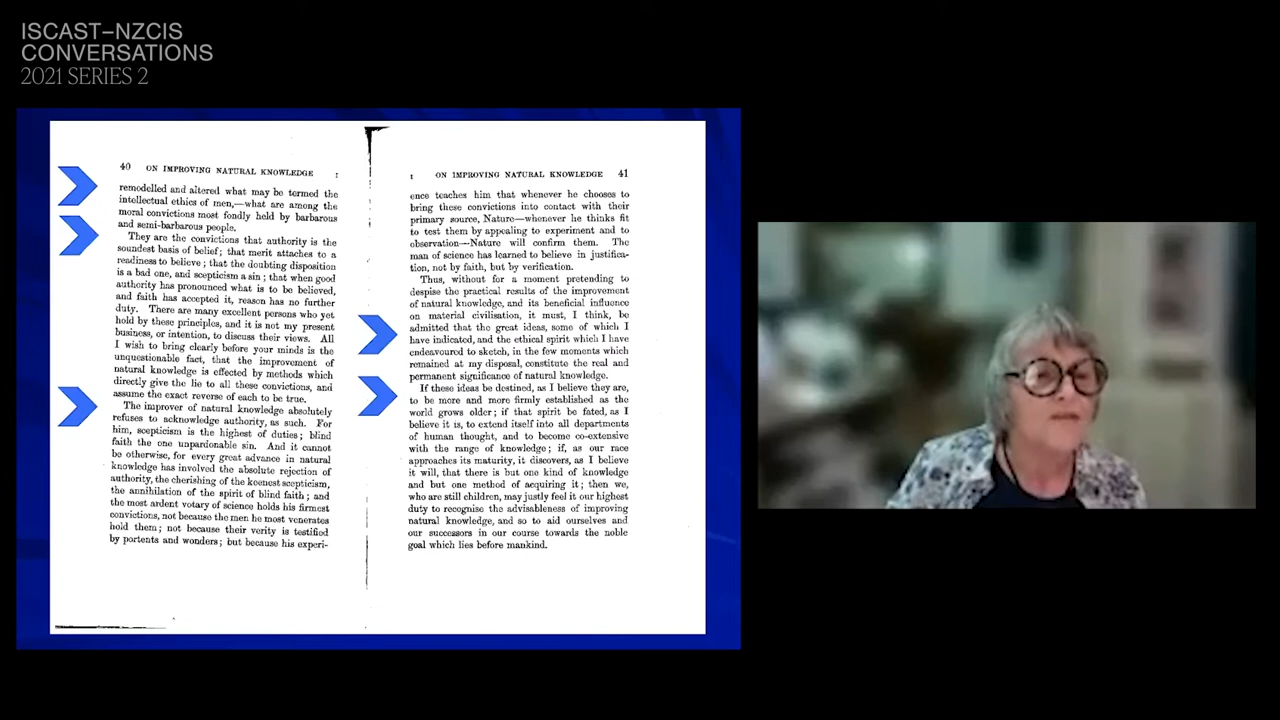 ISCAST–NZCIS
CONVERSATIONS
2021 SERIES 2
40 ON IMPROVING NATURAL KNOWLEDGE I
remodelled and altered what may be termed the
intellectual ethics of men,—what are among the
moral convictions most fondly held by barbarous
and semi-barbarous people.
They are the convictions that authority is the
soundest basis of belief; that merit attaches to a
readiness to believe; that the doubting disposition
is a bad one, and scepticism a sin; that when good
authority has pronounced what is to be believed,
and faith has accepted it, reason has no further
duty. There are many excellent persons who yet
hold by these principles, and it is not my present
business, or intention, to discuss their views. All
I wish to bring clearly before your minds is the
unquestionable fact, that the improvement of
natural knowledge is effected by methods which
directly give the lie to all these convictions, and
assume the exact reverse of each to be true.
The improver of natural knowledge absolutely
refuses to acknowledge authority, as such. For
him, scepticism is the highest of duties; blind
faith the one unpardonable sin. And it cannot
be otherwise, for every great advance in natural
knowledge has involved the absolute rejection of
authority, the cherishing of the keenest scepticism,
the annihilation of the spirit of blind faith; and
the most ardent votary of science holds his firmest
convictions, not because the men he most venerates
hold them; not because their verity is testified
by portents and wonders; but because his experi-
I ON IMPROVING NATURAL KNOWLEDGE 41
ence teaches him that whenever he chooses to
bring these convictions into contact with their
primary source, Nature—whenever he thinks fit
to test them by appealing to experiment and to
observation—Nature will confirm them. The
man of science has learned to believe in justifica-
tion, not by faith, but by verification.
Thus, without for a moment pretending to
despise the practical results of the improvement
of natural knowledge, and its beneficial influence
on material civilisation, it must, I think, be
admitted that the great ideas, some of which I
have indicated, and the ethical spirit which I have
endeavoured to sketch, in the few moments which
remained at my disposal, constitute the real and
permanent significance of natural knowledge.
If these ideas be destined, as I believe they are,
to be more and more firmly established as the
world grows older; if that spirit be fated, as I
believe it is, to extend itself into all departments
of human thought, and to become co-extensive
with the range of knowledge; if, as our race
approaches its maturity, it discovers, as I believe
it will, that there is but one kind of knowledge
and but one method of acquiring it; then we,
who are still children, may justly feel it our highest
duty to recognise the advisableness of improving
natural knowledge, and so to aid ourselves and
our successors in our course towards the noble
goal which lies before mankind.